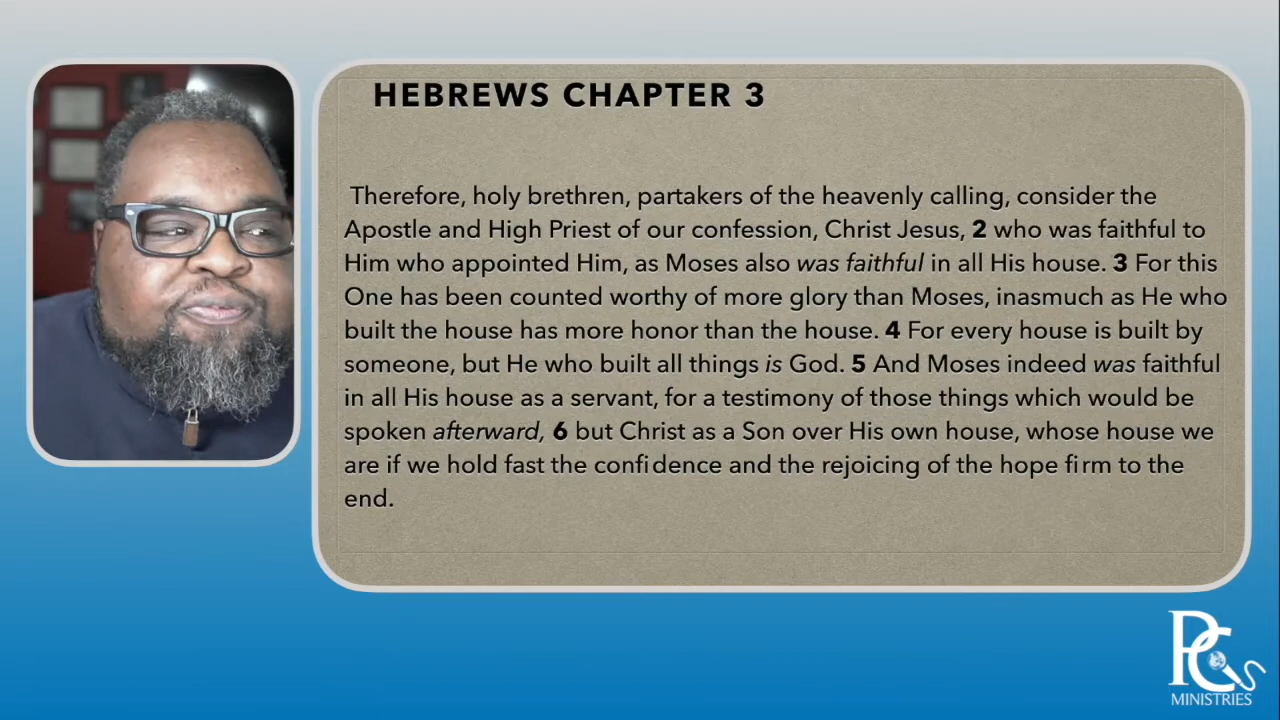 HEBREWS CHAPTER 3
Therefore, holy brethren, partakers of the heavenly calling, consider the
Apostle and High Priest of our confession, Christ Jesus, 2 who was faithful to
Him who appointed Him, as Moses also was faithful in all His house. 3 For this
One has been counted worthy of more glory than Moses, inasmuch as He who
built the house has more honor than the house. 4 For every house is built by
someone, but He who built all things is God. 5 And Moses indeed was faithful
in all His house as a servant, for a testimony of those things which would be
spoken afterward, 6 but Christ as a Son over His own house, whose house we
are if we hold fast the confidence and the rejoicing of the hope firm to the
end.
PC
MINISTRIES